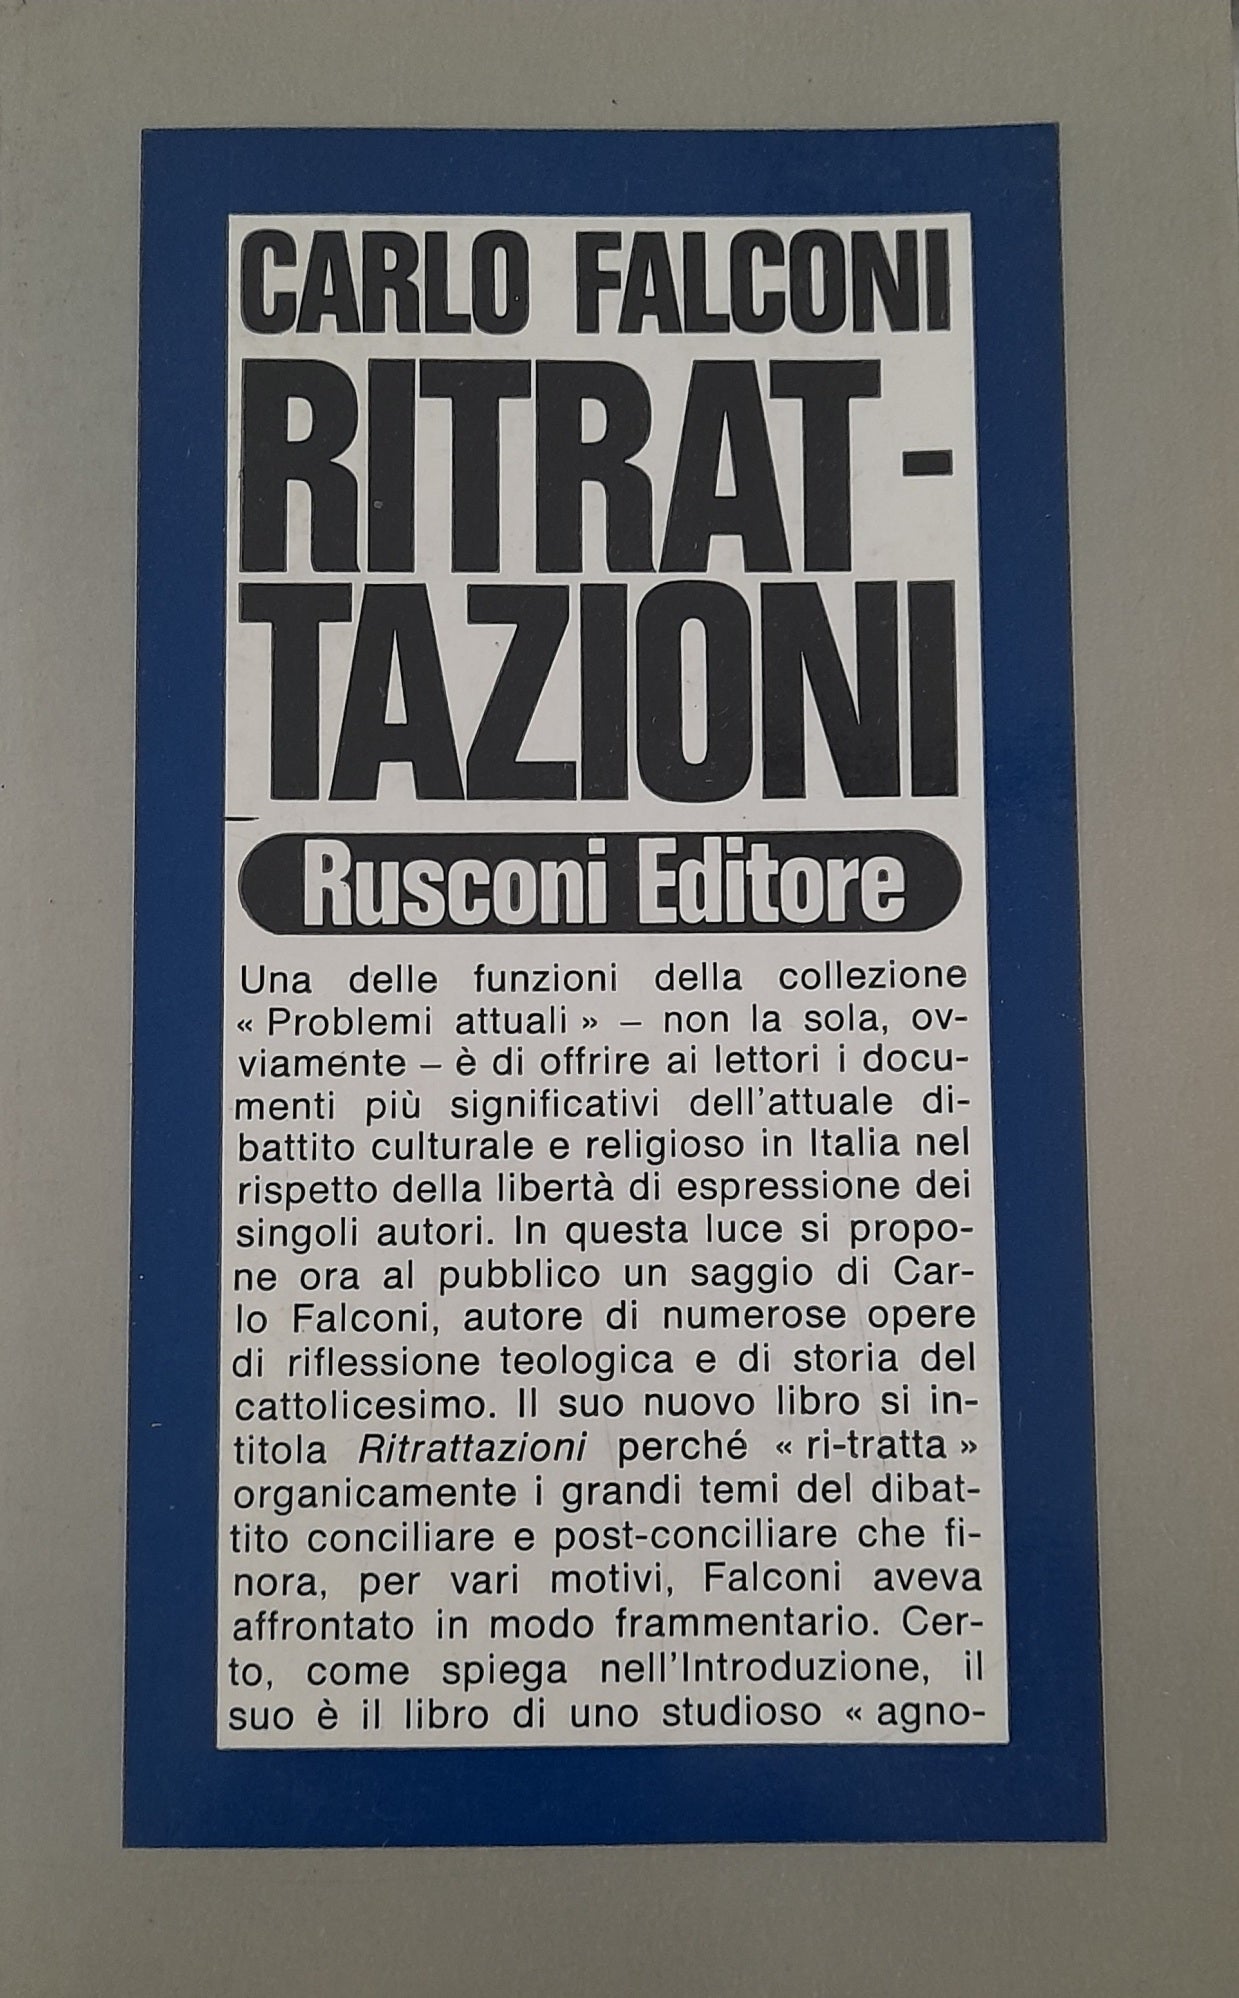 CARLO FALCONI
RITRAT-
TAZIONI
Rusconi Editore
Una delle funzioni della collezione
« Problemi attuali » – non la sola, ov-
viamente – è di offrire ai lettori i docu-
menti più significativi dell'attuale di-
battito culturale e religioso in Italia nel
rispetto della libertà di espressione dei
singoli autori. In questa luce si propo-
ne ora al pubblico un saggio di Car-
lo Falconi, autore di numerose opere
di riflessione teologica e di storia del
cattolicesimo. Il suo nuovo libro si in-
titola Ritrattazioni perché « ri-tratta »
organicamente i grandi temi del dibat-
tito conciliare e post-conciliare che fi-
nora, per vari motivi, Falconi aveva
affrontato in modo frammentario. Cer-
to, come spiega nell'Introduzione, il
suo è il libro di uno studioso « agno-